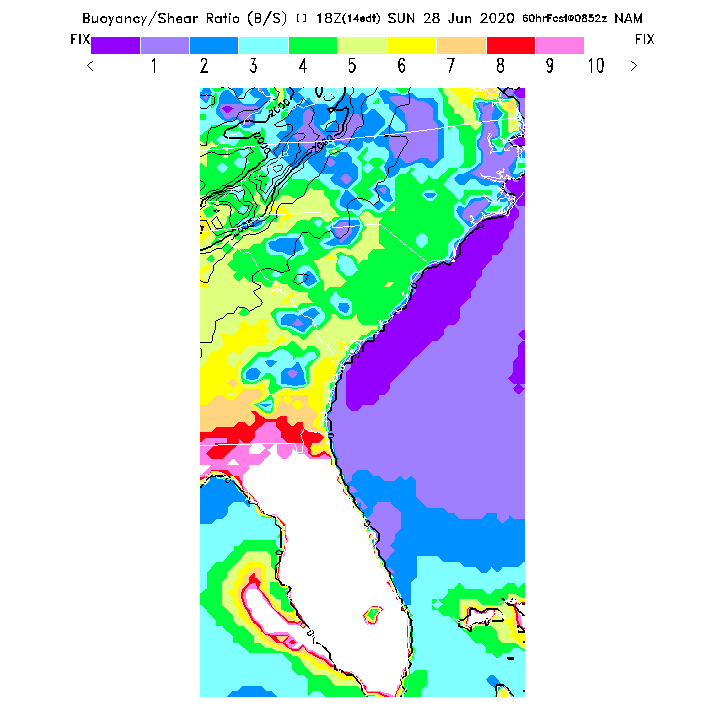 Buoyancy/Shear Ratio (B/S) [] 18Z(14edt) SUN 28 Jun 2020 60hrFcst@0852z NAM
FIX FIX
< 1 2 3 4 5 6 7 8 9 10 >